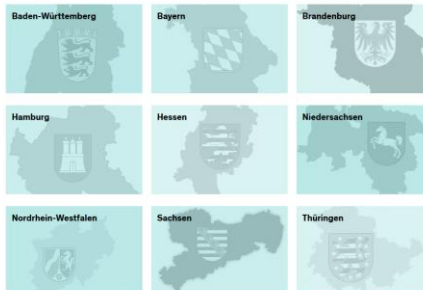 Baden-Württemberg
Bayern
Brandenburg
Hamburg
Hessen
Niedersachsen
Nordrhein-Westfalen
Sachsen
Thüringen